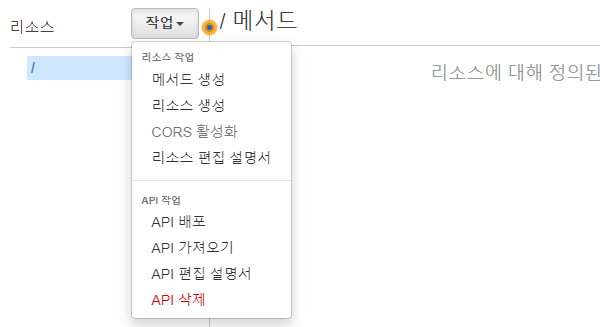 리소스
작업
/ 메서드
/
리소스에 대해 정의된
리소스 작업
메서드 생성
리소스 생성
CORS 활성화
리소스 편집 설명서
API 작업
API 배포
API 가져오기
API 편집 설명서
API 삭제